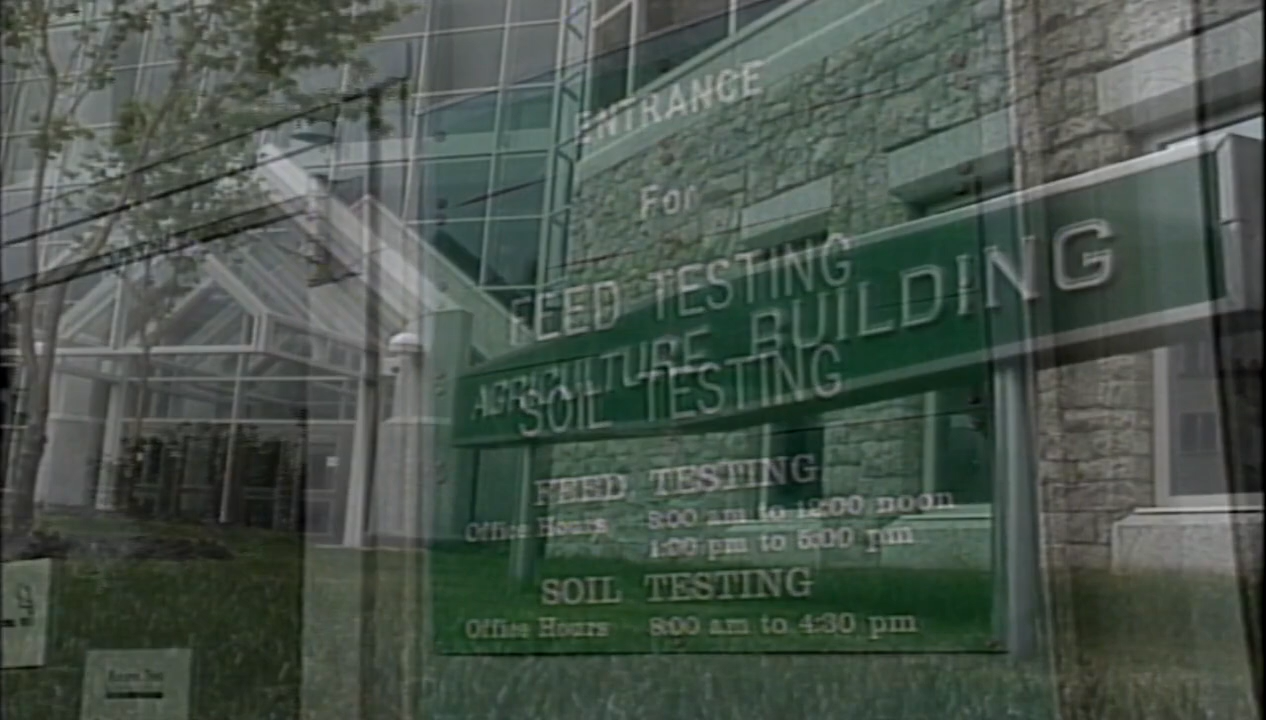 ENTRANCE
For
FEED TESTING
AGRICULTURE BUILDING
SOIL TESTING
FEED TESTING
Office Hours 8:00 am to 12:00 noon
1:00 pm to 5:00 pm
SOIL TESTING
Office Hours 8:00 am to 4:30 pm